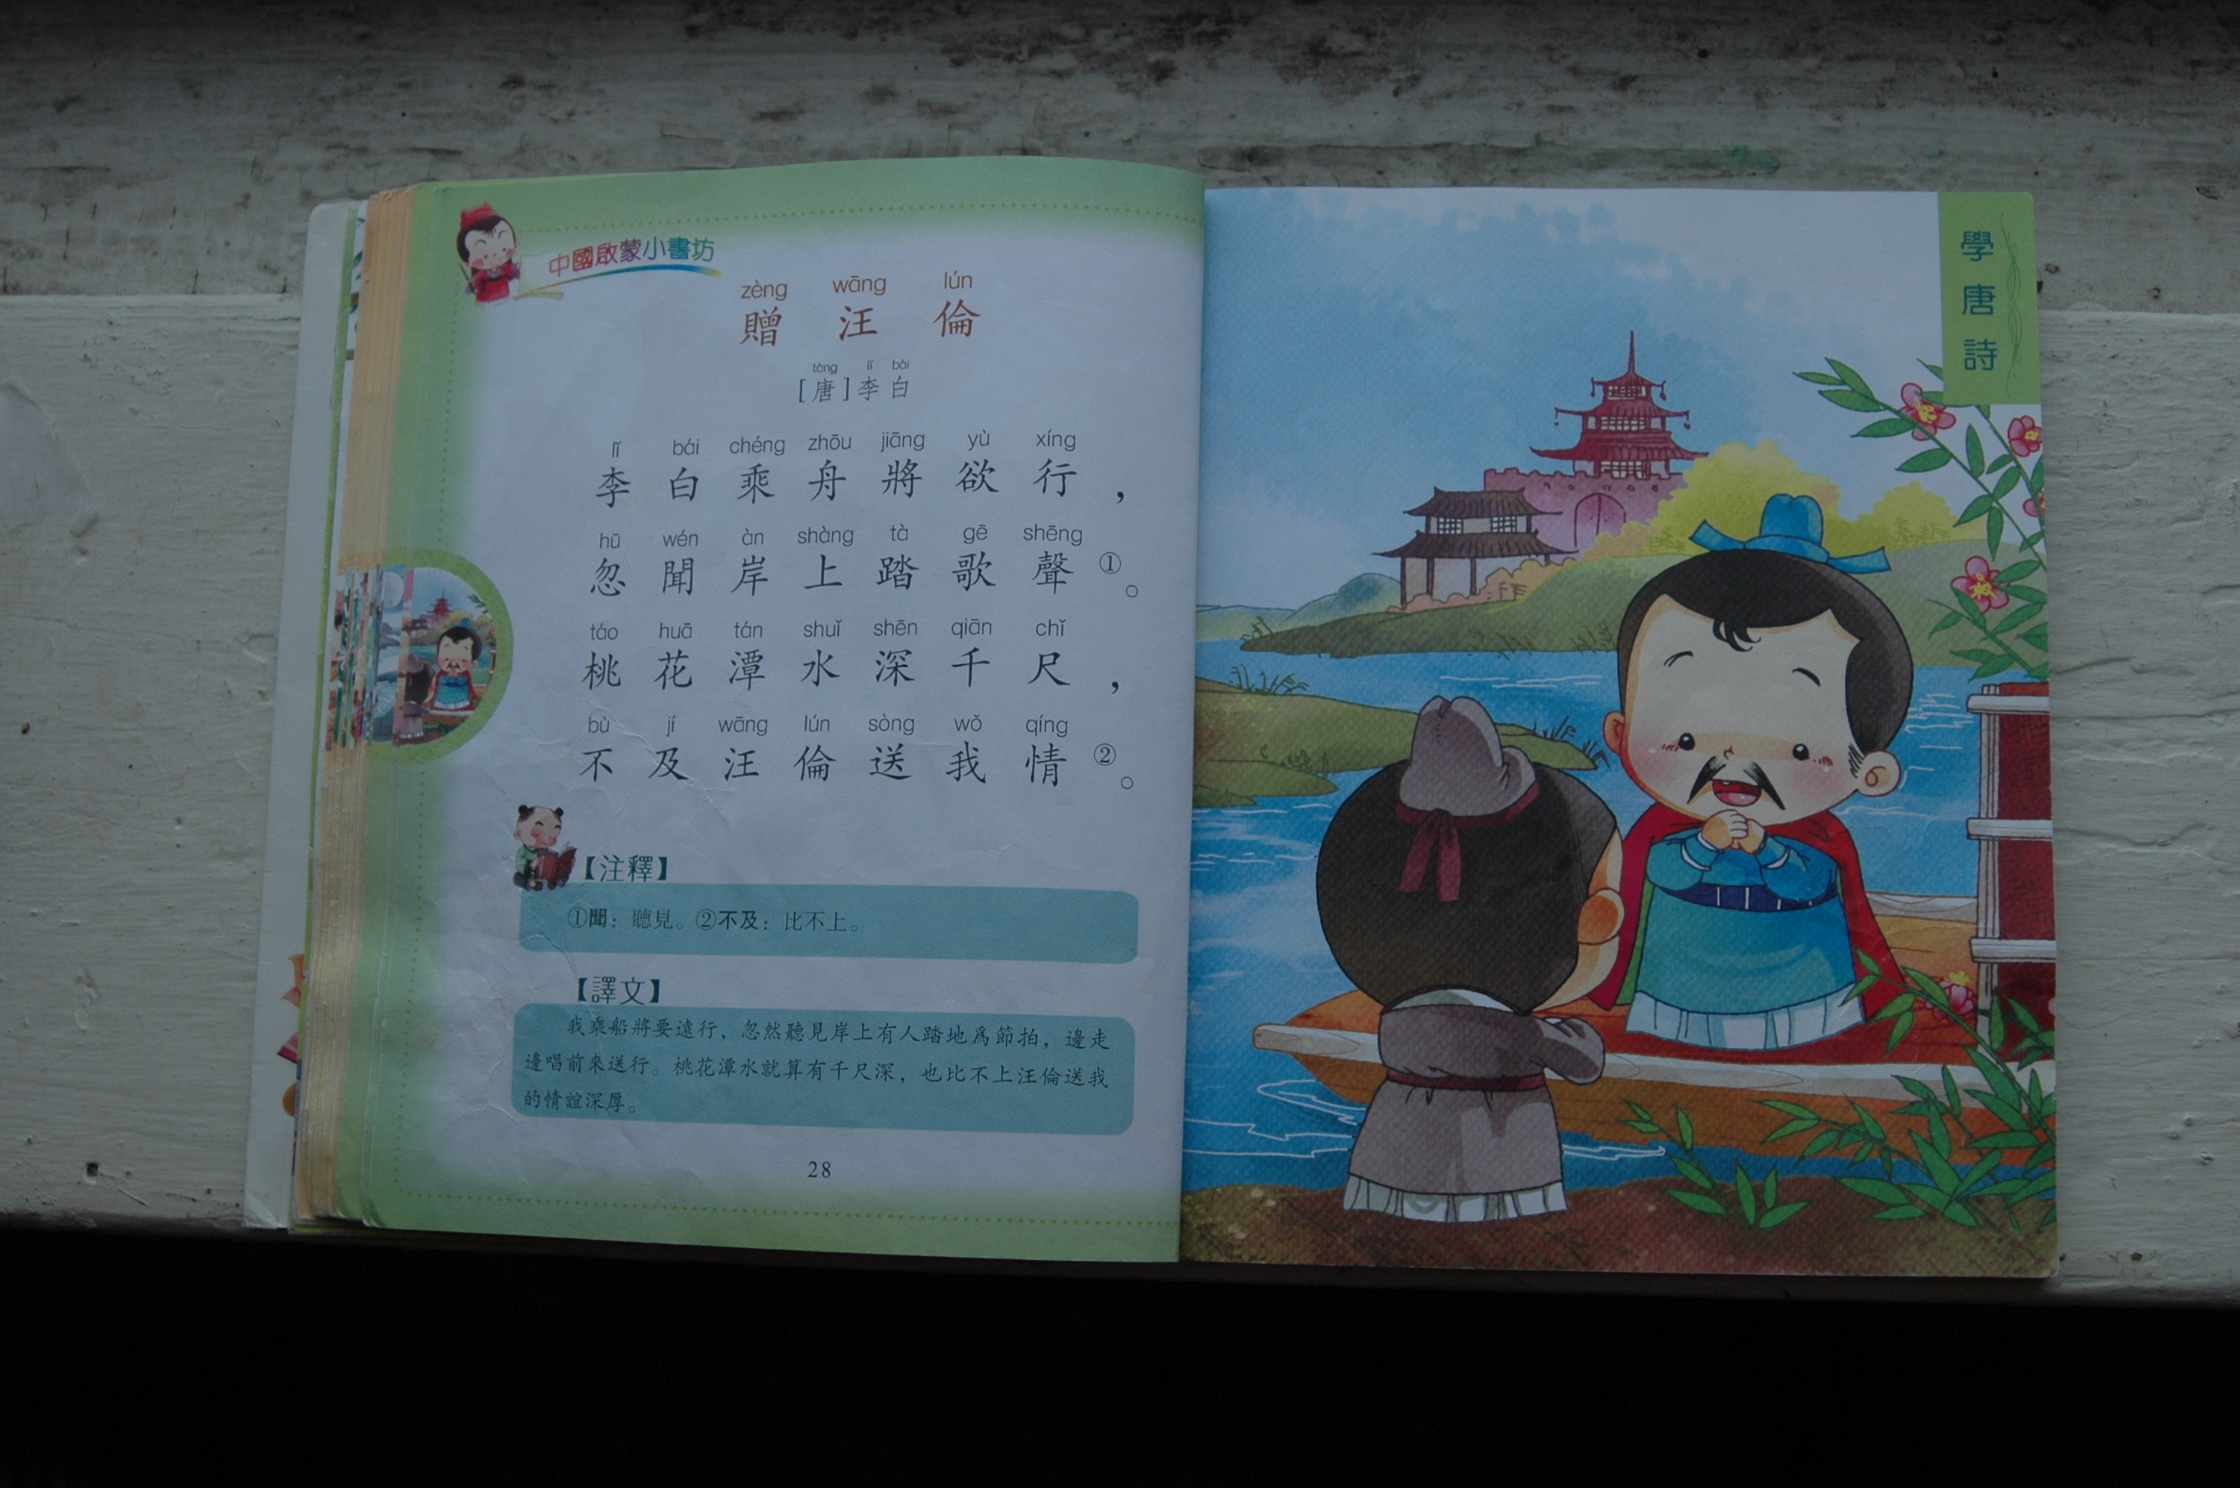 中國啟蒙小書坊
zèng wāng lún
贈 汪 倫
táng lǐ bái
[唐]李白
lǐ bái chéng zhōu jiāng yù xíng
李白乘舟將欲行，
hū wén àn shàng tà gē shēng
忽聞岸上踏歌聲①。
táo huā tán shuǐ shēn qiān chǐ
桃花潭水深千尺，
bù jí wāng lún sòng wǒ qíng
不及汪倫送我情②。
【注釋】
①聞：聽見。②不及：比不上。
【譯文】
我乘船將要遠行，忽然聽見岸上有人踏地爲節拍，邊走
邊唱前來送行。桃花潭水就算有千尺深，也比不上汪倫送我
的情誼深厚。
28
學唐詩